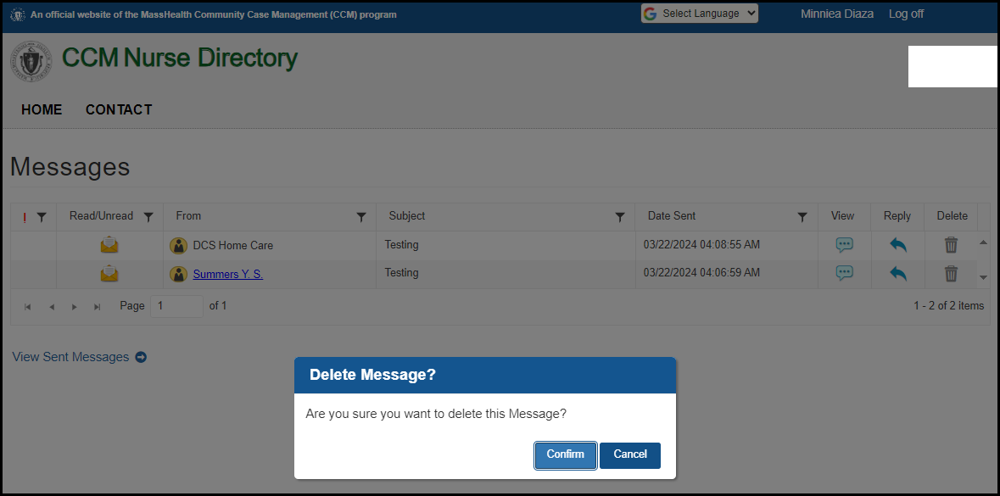 An official website of the MassHealth Community Case Management (CCM) program Select Language Minniea Diaza Log off
CCM Nurse Directory
HOME CONTACT
Messages
! Read/Unread From Subject Date Sent View Reply Delete
DCS Home Care Testing 03/22/2024 04:08:55 AM
Summers Y. S. Testing 03/22/2024 04:06:59 AM
Page 1 of 1 1 - 2 of 2 items
View Sent Messages
Delete Message?
Are you sure you want to delete this Message?
Confirm Cancel